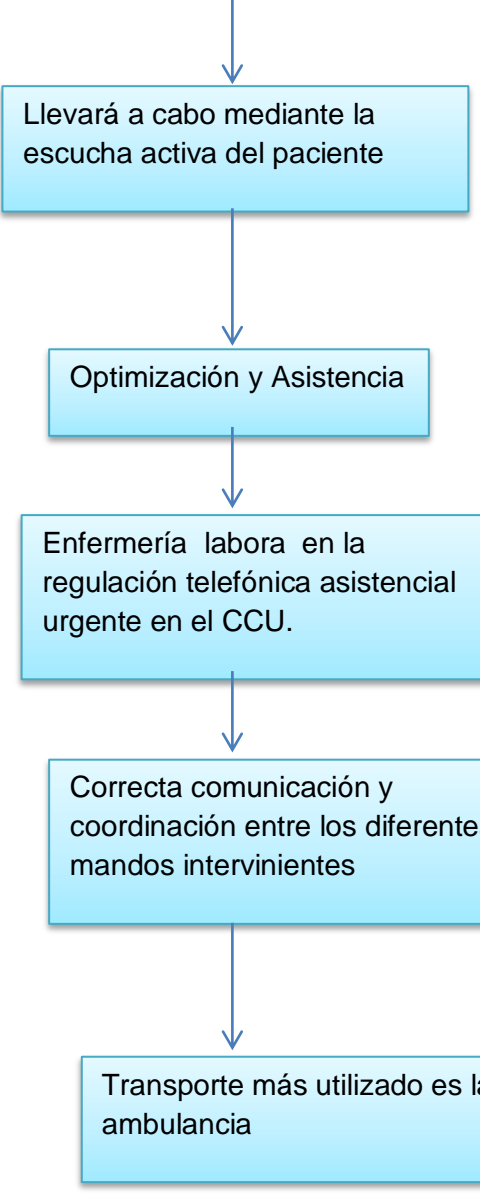 Llevará a cabo mediante la
escucha activa del paciente
Optimización y Asistencia
Enfermería labora en la
regulación telefónica asistencial
urgente en el CCU.
Correcta comunicación y
coordinación entre los diferente
mandos intervinientes
Transporte más utilizado es la
ambulancia